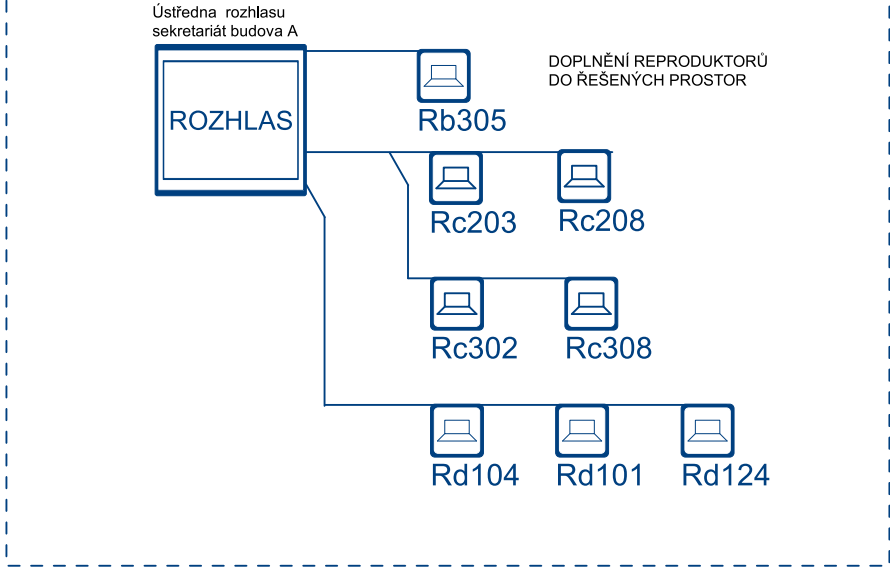 Ústředna rozhlasu
sekretariát budova A
DOPLNĚNÍ REPRODUKTORŮ
DO ŘEŠENÝCH PROSTOR
ROZHLAS
Rb305
Rc203
Rc208
Rc302
Rc308
Rd104
Rd101
Rd124